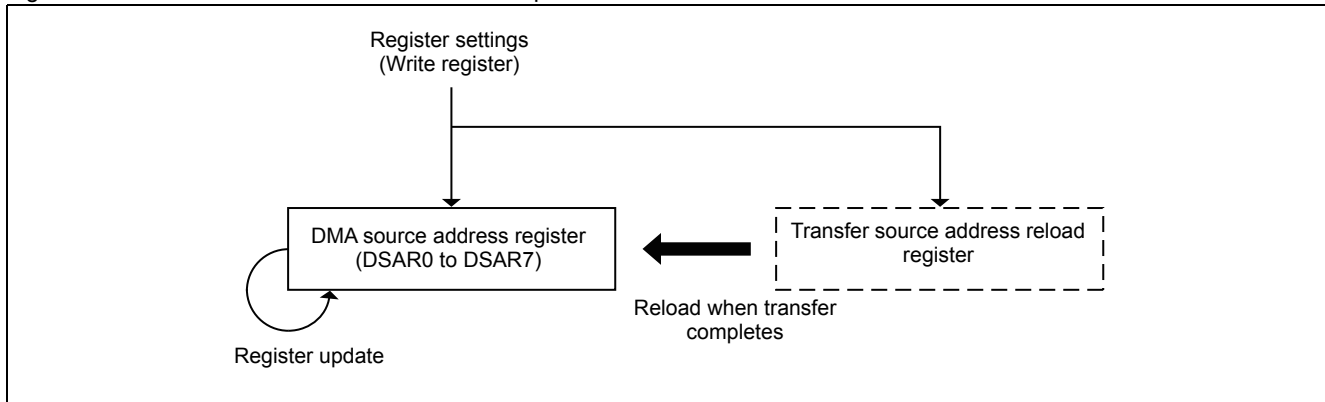 Register settings
(Write register)
DMA source address register
(DSAR0 to DSAR7)
Transfer source address reload
register
Reload when transfer
completes
Register update